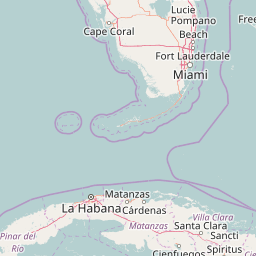 Lucie
Pompano
Beach
Cape Coral
Free
Fort Lauderdale
Miami
Matanzas
La Habana
Cárdenas
Villa Clara
Pinar del
Río
Matanzas
Santa Clara
Sancti
Spíritus
Cienfuegos